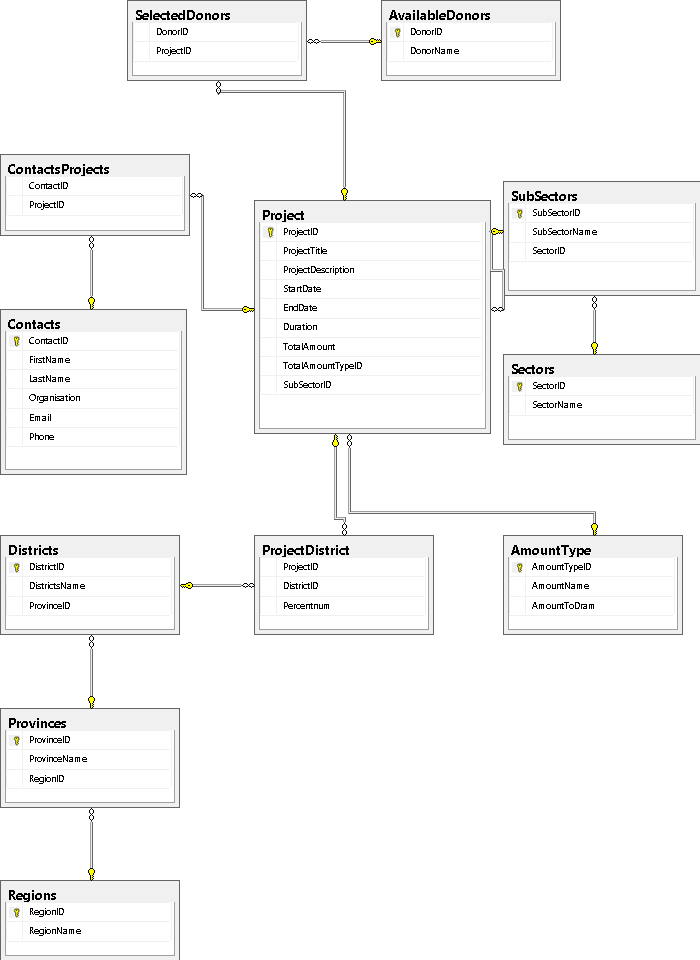 SelectedDonors
DonorID
ProjectID
AvailableDonors
DonorID
DonorName
ContactsProjects
ContactID
ProjectID
Project
ProjectID
ProjectTitle
ProjectDescription
StartDate
EndDate
Duration
TotalAmount
TotalAmountTypeID
SubSectorID
SubSectors
SubSectorID
SubSectorName
SectorID
Contacts
ContactID
FirstName
LastName
Organisation
Email
Phone
Sectors
SectorID
SectorName
Districts
DistrictID
DistrictsName
ProvinceID
ProjectDistrict
ProjectID
DistrictID
Percentnum
AmountType
AmountTypeID
AmountName
AmountToDram
Provinces
ProvinceID
ProvinceName
RegionID
Regions
RegionID
RegionName